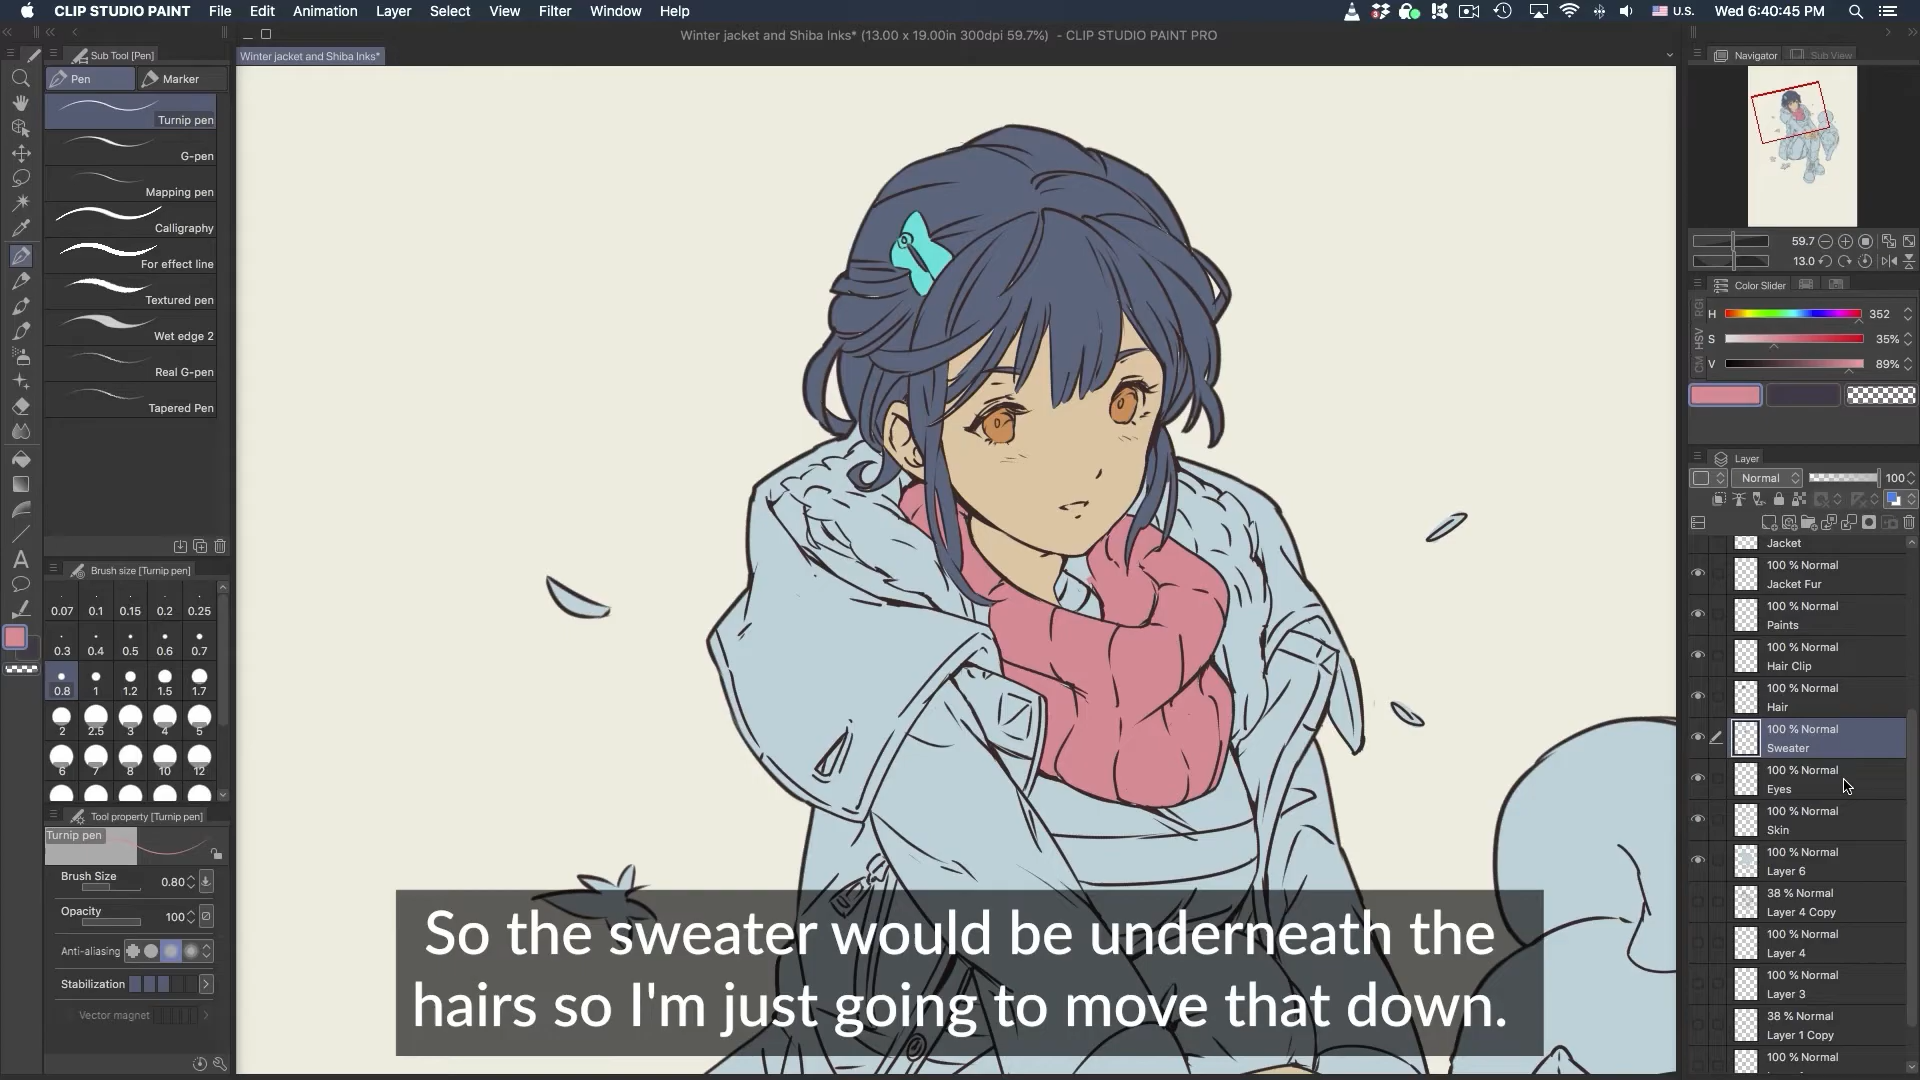 CLIP STUDIO PAINT File Edit Animation Layer Select View Filter Window Help
U.S. Wed 6:40:45 PM
Winter jacket and Shiba Inks* (13.00 x 19.00in 300dpi 59.7%) - CLIP STUDIO PAINT PRO
Sub Tool [Pen]
Winter jacket and Shiba Inks*
Navigator
Sub View
Pen
Marker
Turnip pen
G-pen
Mapping pen
Calligraphy
For effect line
Textured pen
Wet edge 2
Real G-pen
Tapered Pen
Brush size [Turnip pen]
0.07 0.1 0.15 0.2 0.25
0.3 0.4 0.5 0.6 0.7
0.8 1 1.2 1.5 1.7
2 2.5 3 4 5
6 7 8 10 12
Tool property [Turnip pen]
Turnip pen
Brush Size 0.80
Opacity 100
Anti-aliasing
Stabilization
Vector magnet
59.7
13.0
Color Slider
H 352
S 35%
V 89%
HSV
Layer
Normal 100
Jacket
100 % Normal
Jacket Fur
100 % Normal
Paints
100 % Normal
Hair Clip
100 % Normal
Hair
100 % Normal
Sweater
100 % Normal
Eyes
100 % Normal
Skin
100 % Normal
Layer 6
38 % Normal
Layer 4 Copy
100 % Normal
Layer 4
100 % Normal
Layer 3
38 % Normal
Layer 1 Copy
100 % Normal
So the sweater would be underneath the
hairs so I'm just going to move that down.